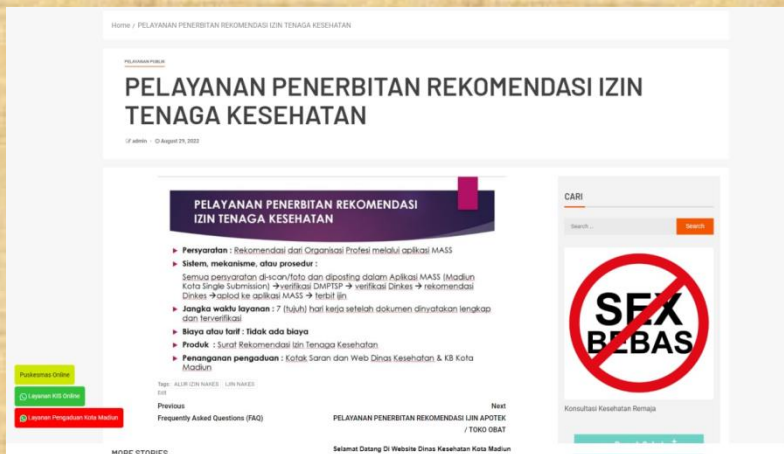 Home / PELAYANAN PENERBITAN REKOMENDASI IZIN TENAGA KESEHATAN
PELAYANAN PUBLIK
PELAYANAN PENERBITAN REKOMENDASI IZIN
TENAGA KESEHATAN
admin - August 29, 2022
PELAYANAN PENERBITAN REKOMENDASI
IZIN TENAGA KESEHATAN
Persyaratan : Rekomendasi dari Organisasi Profesi melalui aplikasi MASS
Sistem, mekanisme, atau prosedur :
Semua persyaratan di-scan/foto dan diposting dalam Aplikasi MASS (Madiun
Kota Single Submission) →verifikasi DMPTSP → verifikasi Dinkes → rekomendasi
Dinkes →aplod ke aplikasi MASS → terbit ijin
Jangka waktu layanan : 7 (tujuh) hari kerja setelah dokumen dinyatakan lengkap
dan terverifikasi
Biaya atau tarif : Tidak ada biaya
Produk : Surat Rekomendasi Izin Tenaga Kesehatan
Penanganan pengaduan : Kotak Saran dan Web Dinas Kesehatan & KB Kota
Madiun
Tags: ALUR IZIN NAKES IJIN NAKES
Edit
Previous
Frequently Asked Questions (FAQ)
Next
PELAYANAN PENERBITAN REKOMENDASI IJIN APOTEK
/ TOKO OBAT
MORE STORIES
Selamat Datang Di Website Dinas Kesehatan Kota Madiun
CARI
Search ...
Search
SEX
BEBAS
Konsultasi Kesehatan Remaja
Puskesmas Online
Layanan KIS Online
Layanan Pengaduan Kota Madiun